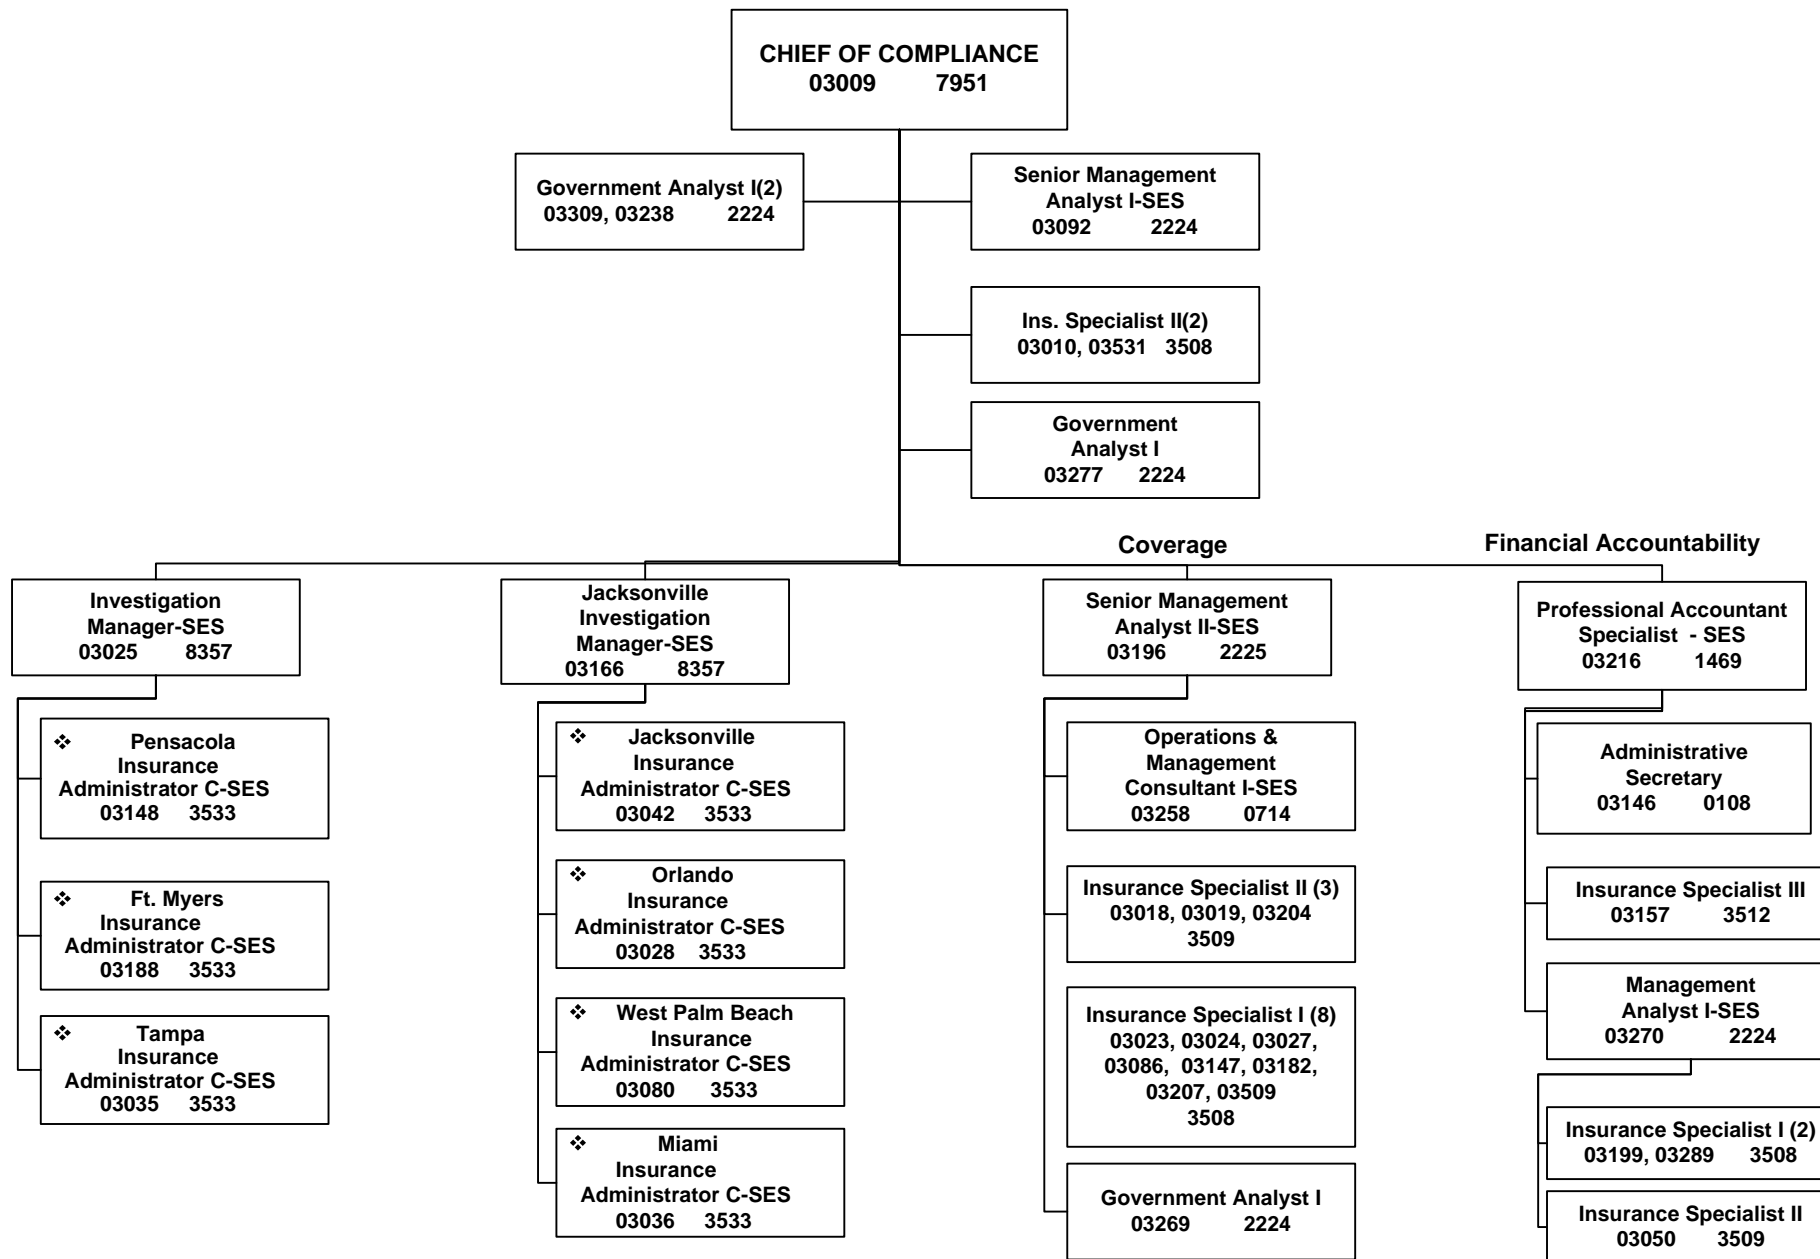 CHIEF OF COMPLIANCE
03009 7951
Government Analyst I(2)
03309, 03238 2224
Senior Management
Analyst I-SES
03092 2224
Ins. Specialist II(2)
03010, 03531 3508
Government
Analyst I
03277 2224
Coverage
Financial Accountability
Investigation
Manager-SES
03025 8357
❖ Pensacola
Insurance
Administrator C-SES
03148 3533
❖ Ft. Myers
Insurance
Administrator C-SES
03188 3533
❖ Tampa
Insurance
Administrator C-SES
03035 3533
Jacksonville
Investigation
Manager-SES
03166 8357
❖ Jacksonville
Insurance
Administrator C-SES
03042 3533
❖ Orlando
Insurance
Administrator C-SES
03028 3533
❖ West Palm Beach
Insurance
Administrator C-SES
03080 3533
❖ Miami
Insurance
Administrator C-SES
03036 3533
Senior Management
Analyst II-SES
03196 2225
Operations &
Management
Consultant I-SES
03258 0714
Insurance Specialist II (3)
03018, 03019, 03204
3509
Insurance Specialist I (8)
03023, 03024, 03027,
03086, 03147, 03182,
03207, 03509
3508
Government Analyst I
03269 2224
Professional Accountant
Specialist - SES
03216 1469
Administrative
Secretary
03146 0108
Insurance Specialist III
03157 3512
Management
Analyst I-SES
03270 2224
Insurance Specialist I (2)
03199, 03289 3508
Insurance Specialist II
03050 3509